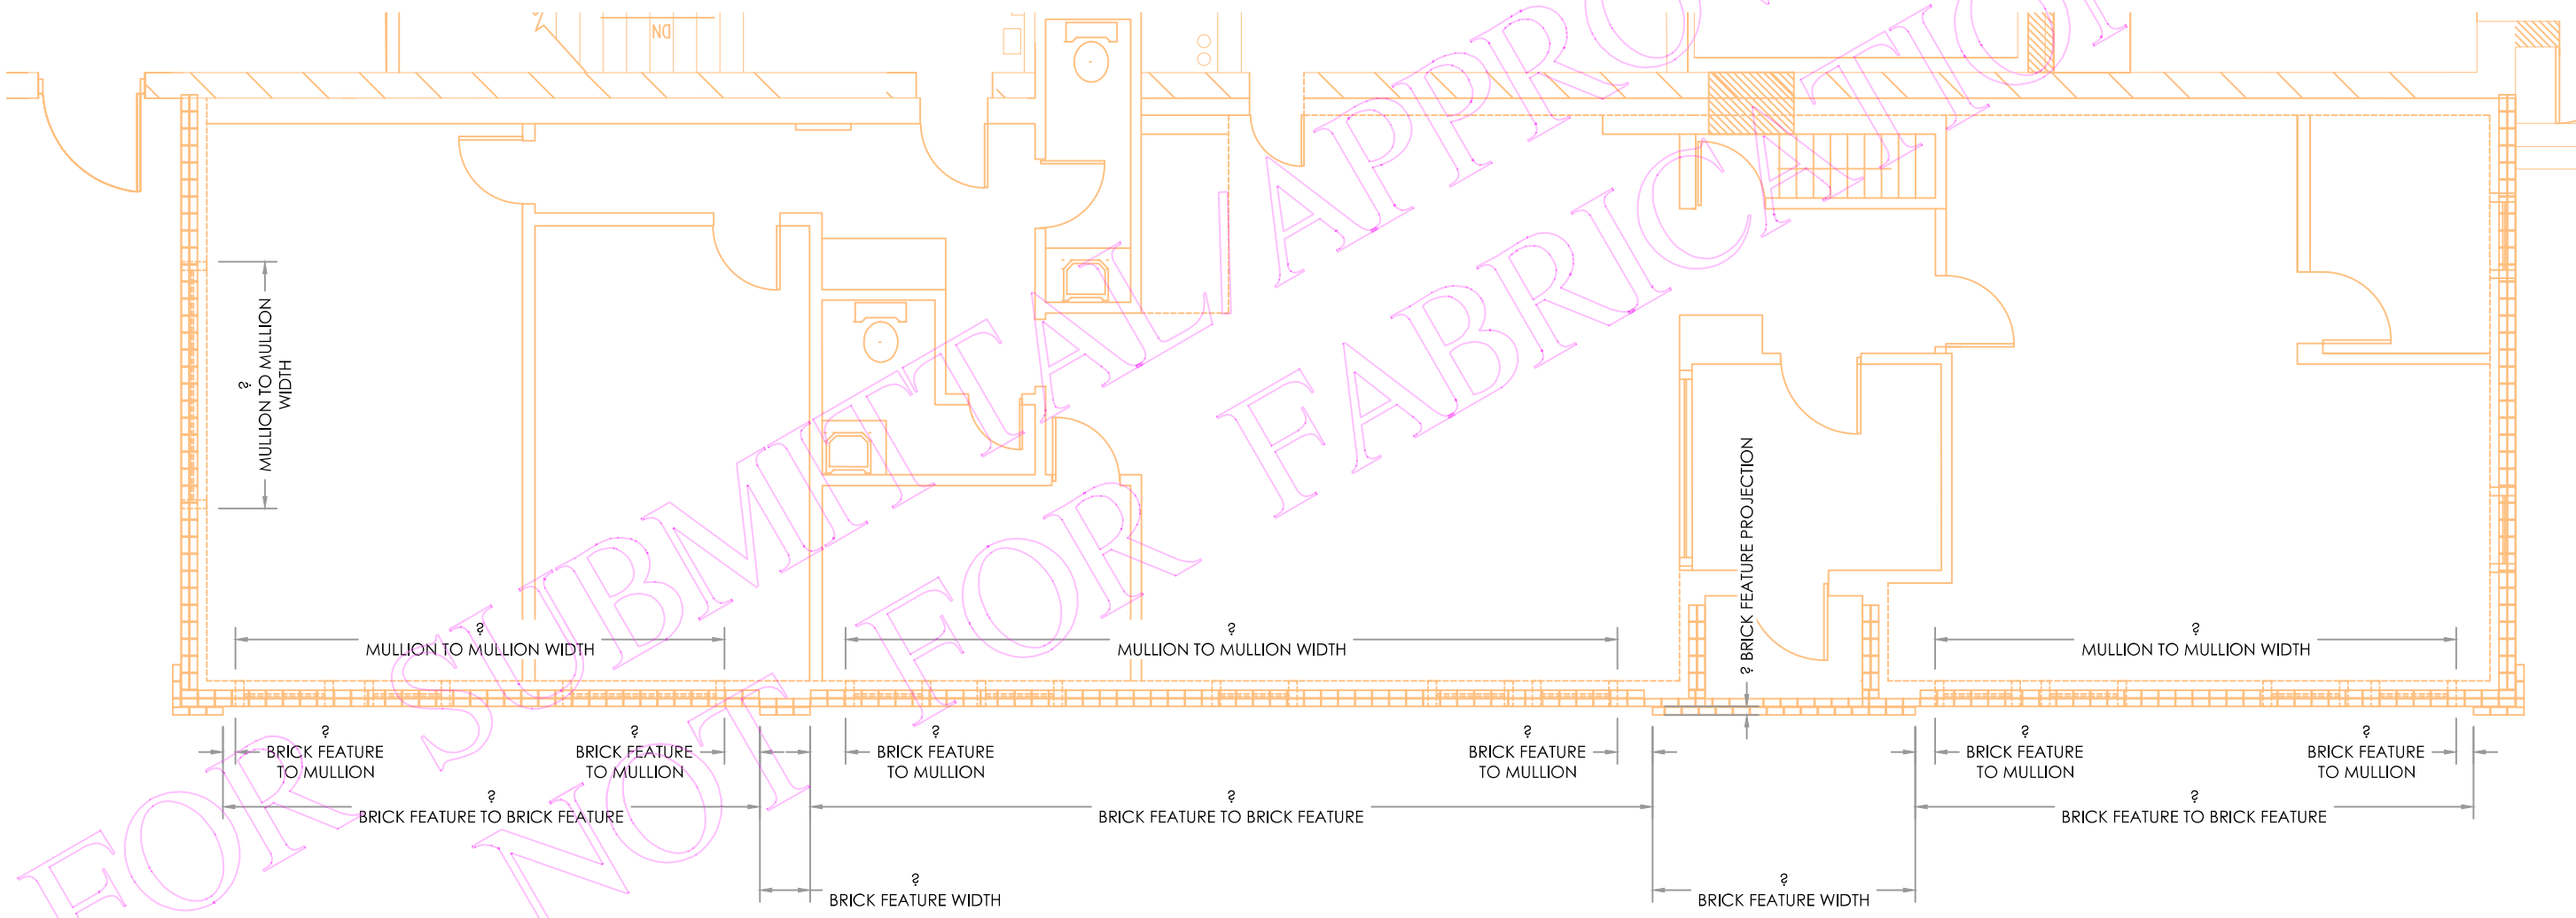 DN
FOR SUBMITTAL / APPRO
NOT FOR FABRICATION
?
MULLION TO MULLION
WIDTH
? BRICK FEATURE PROJECTION
?
MULLION TO MULLION WIDTH
?
MULLION TO MULLION WIDTH
?
MULLION TO MULLION WIDTH
?
BRICK FEATURE
TO MULLION
?
BRICK FEATURE
TO MULLION
?
BRICK FEATURE
TO MULLION
?
BRICK FEATURE
TO MULLION
?
BRICK FEATURE
TO MULLION
?
BRICK FEATURE
TO MULLION
?
BRICK FEATURE TO BRICK FEATURE
?
BRICK FEATURE TO BRICK FEATURE
?
BRICK FEATURE TO BRICK FEATURE
?
BRICK FEATURE WIDTH
?
BRICK FEATURE WIDTH